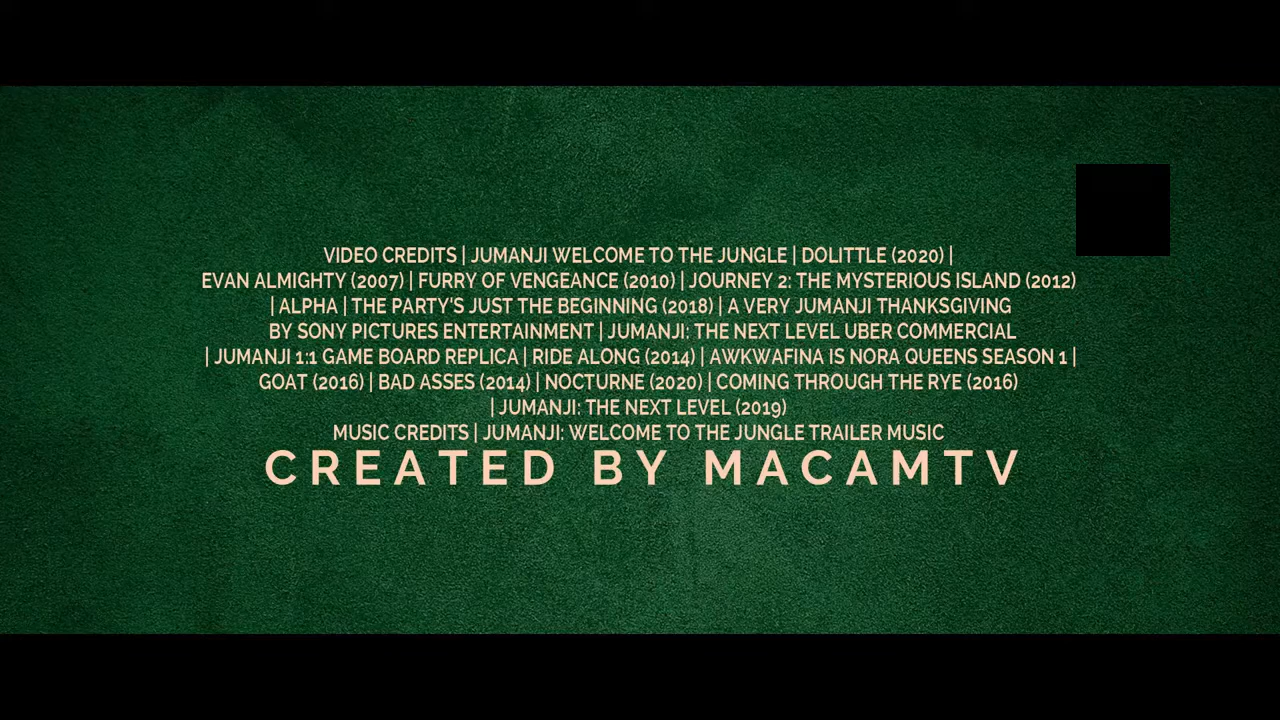 VIDEO CREDITS | JUMANJI WELCOME TO THE JUNGLE | DOLITTLE (2020) |
EVAN ALMIGHTY (2007) | FURRY OF VENGEANCE (2010) | JOURNEY 2: THE MYSTERIOUS ISLAND (2012)
| ALPHA | THE PARTY'S JUST THE BEGINNING (2018) | A VERY JUMANJI THANKSGIVING
BY SONY PICTURES ENTERTAINMENT | JUMANJI: THE NEXT LEVEL UBER COMMERCIAL
| JUMANJI 1:1 GAME BOARD REPLICA | RIDE ALONG (2014) | AWKWAFINA IS NORA QUEENS SEASON 1 |
GOAT (2016) | BAD ASSES (2014) | NOCTURNE (2020) | COMING THROUGH THE RYE (2016)
| JUMANJI: THE NEXT LEVEL (2019)
MUSIC CREDITS | JUMANJI: WELCOME TO THE JUNGLE TRAILER MUSIC
CREATED BY MACAMTV